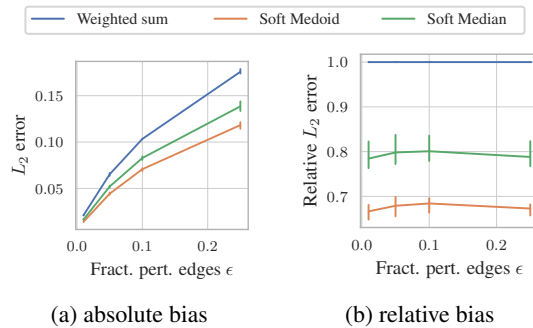 Weighted sum Soft Medoid Soft Median
0.15
0.10
0.05
L₂ error
0.0 0.1 0.2
Fract. pert. edges ϵ
(a) absolute bias
1.0
0.9
0.8
0.7
Relative L₂ error
0.0 0.2
Fract. pert. edges ϵ
(b) relative bias